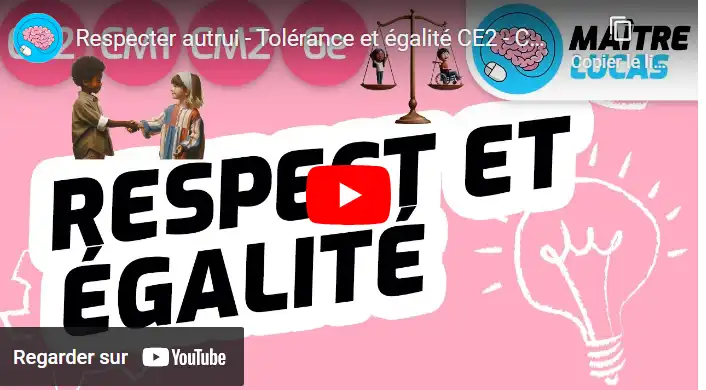 Respecter autrui - Tolérance et égalité CE2 - C...
CE2 CM1 CM2 6e
MAITRE
LUCAS
Copier le li...
RESPECT ET
ÉGALITÉ
Regarder sur YouTube